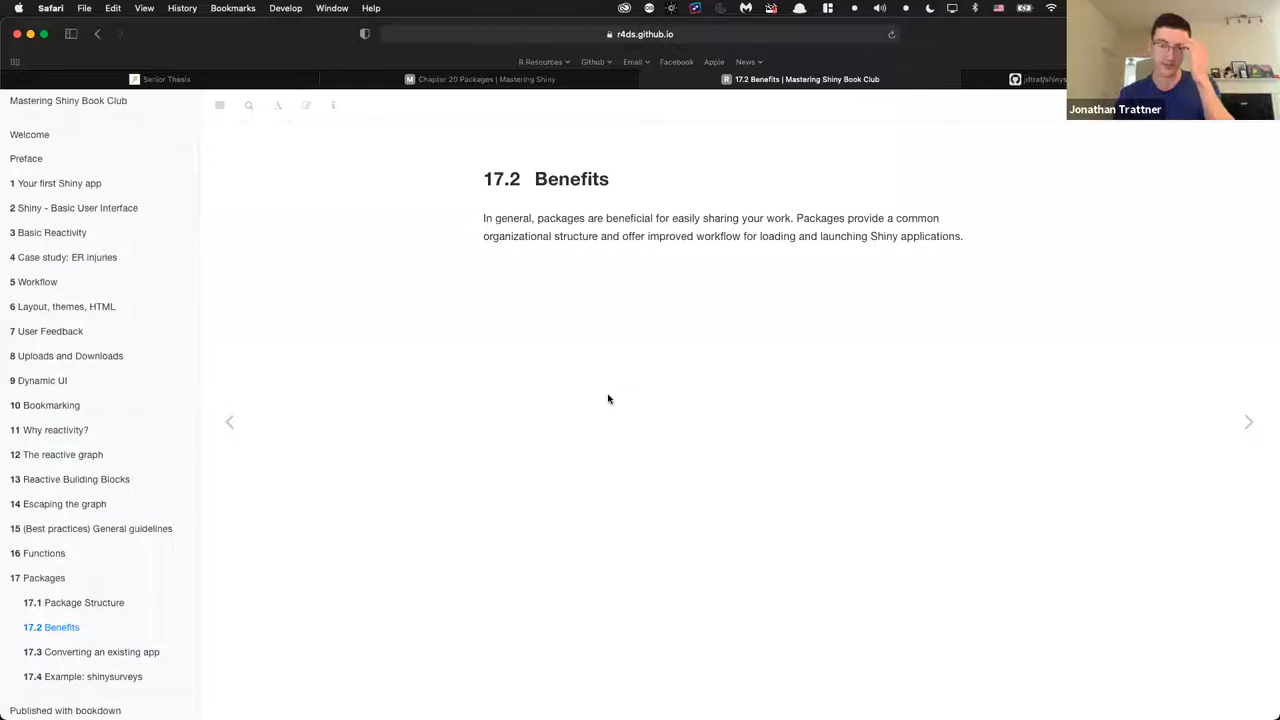 Safari File Edit View History Bookmarks Develop Window Help
r4ds.github.io
R Resources Github Email Facebook Apple News
Senior Thesis
Chapter 20 Packages | Mastering Shiny
17.2 Benefits | Mastering Shiny Book Club
jdtrat/shinys
Jonathan Trattner
Mastering Shiny Book Club
Welcome
Preface
1 Your first Shiny app
2 Shiny - Basic User Interface
3 Basic Reactivity
4 Case study: ER injuries
5 Workflow
6 Layout, themes, HTML
7 User Feedback
8 Uploads and Downloads
9 Dynamic UI
10 Bookmarking
11 Why reactivity?
12 The reactive graph
13 Reactive Building Blocks
14 Escaping the graph
15 (Best practices) General guidelines
16 Functions
17 Packages
17.1 Package Structure
17.2 Benefits
17.3 Converting an existing app
17.4 Example: shinysurveys
Published with bookdown
17.2 Benefits
In general, packages are beneficial for easily sharing your work. Packages provide a common
organizational structure and offer improved workflow for loading and launching Shiny applications.